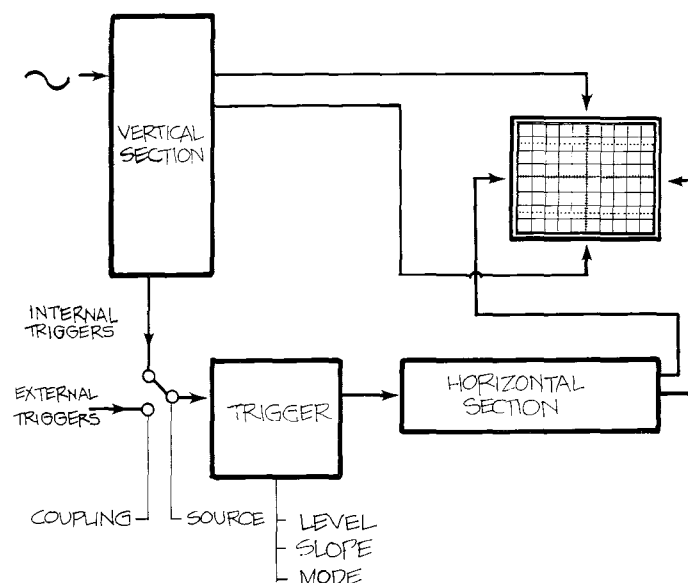 VERTICAL
SECTION
INTERNAL
TRIGGERS
EXTERNAL
TRIGGERS
TRIGGER
HORIZONTAL
SECTION
COUPLING
SOURCE
LEVEL
SLOPE
MODE